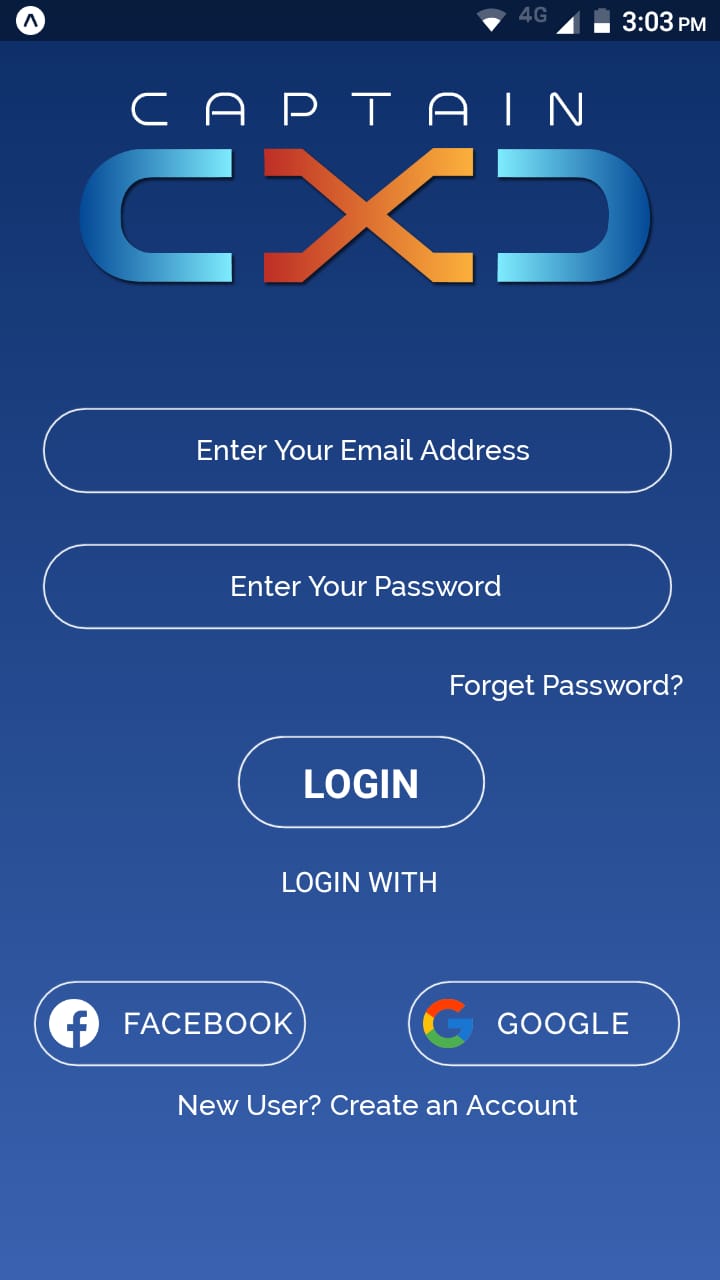 4G 3:03 PM
CAPTAIN
CXD
Enter Your Email Address
Enter Your Password
Forget Password?
LOGIN
LOGIN WITH
FACEBOOK GOOGLE
New User? Create an Account